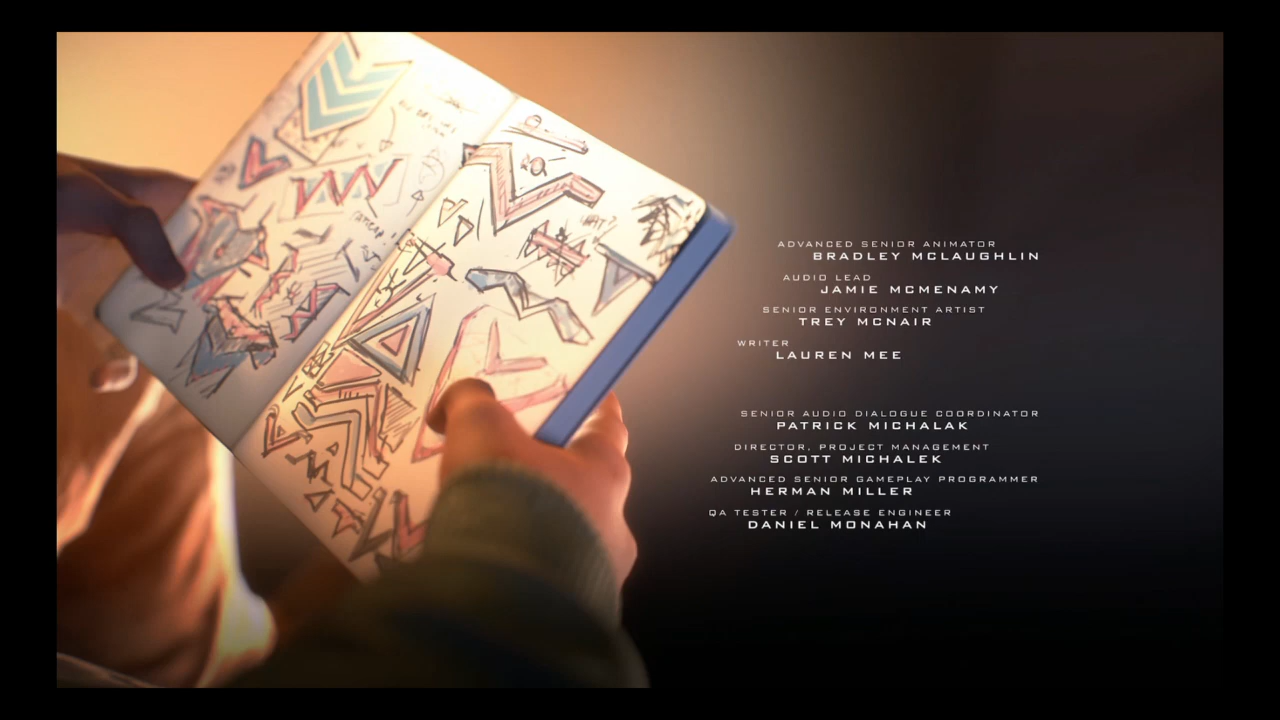 ADVANCED SENIOR ANIMATOR
BRADLEY MCLAUGHLIN
AUDIO LEAD
JAMIE MCMENAMY
SENIOR ENVIRONMENT ARTIST
TREY MCNAIR
WRITER
LAUREN MEE
SENIOR AUDIO DIALOGUE COORDINATOR
PATRICK MICHALAK
DIRECTOR, PROJECT MANAGEMENT
SCOTT MICHALEK
ADVANCED SENIOR GAMEPLAY PROGRAMMER
HERMAN MILLER
QA TESTER / RELEASE ENGINEER
DANIEL MONAHAN